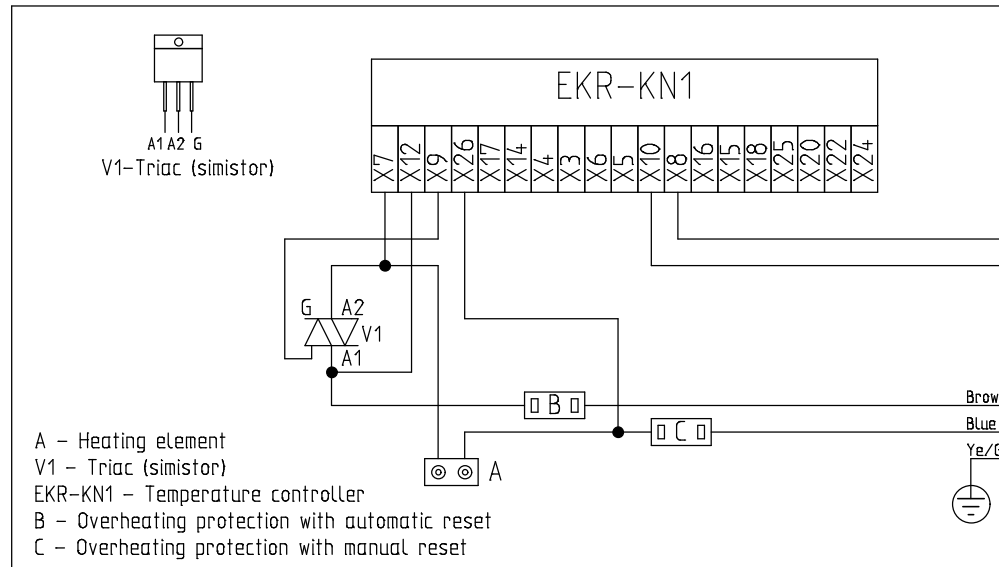 EKR-KN1
A1 A2 G
V1-Triac (simistor)
X7 X12 X9 X26 X17 X14 X4 X3 X6 X5 X10 X8 X16 X15 X18 X25 X20 X22 X24
G A2
V1
A1
B
Brow
C
Blue
Ye/G
A
A - Heating element
V1 - Triac (simistor)
EKR-KN1 - Temperature controller
B - Overheating protection with automatic reset
C - Overheating protection with manual reset